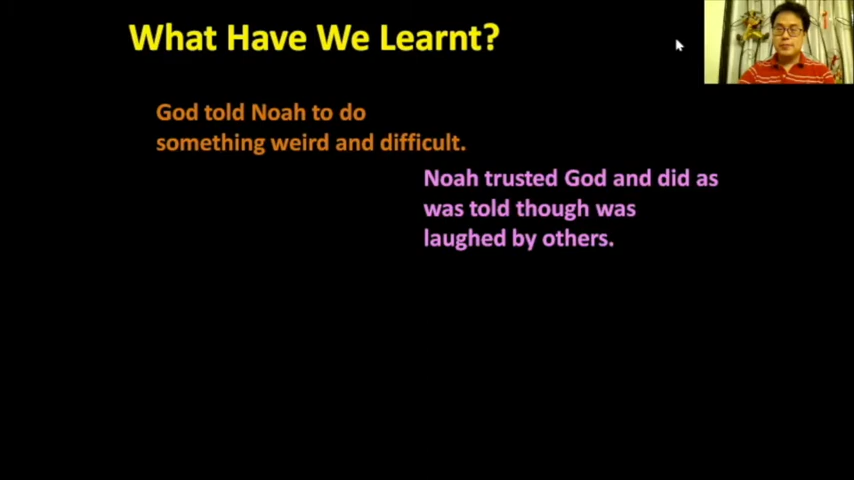 What Have We Learnt?
God told Noah to do
something weird and difficult.
Noah trusted God and did as
was told though was
laughed by others.